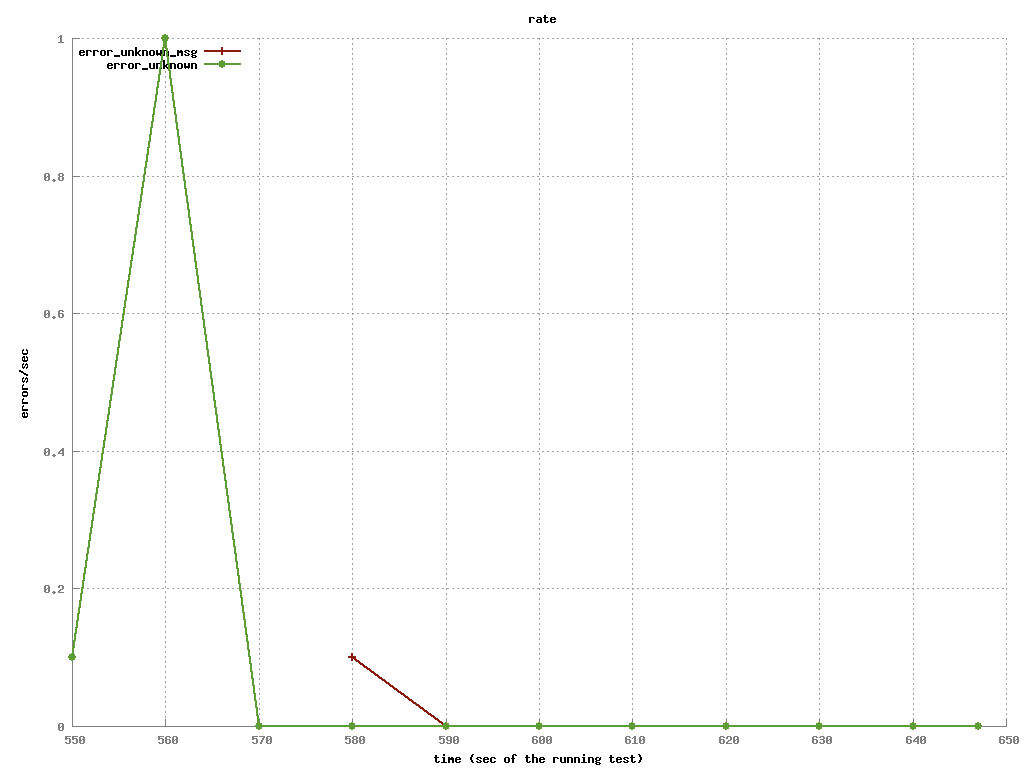 rate
1
error_unknown_msg
error_unknown
0.8
0.6
errors/sec
0.4
0.2
0
550 560 570 580 590 600 610 620 630 640 650
time (sec of the running test)